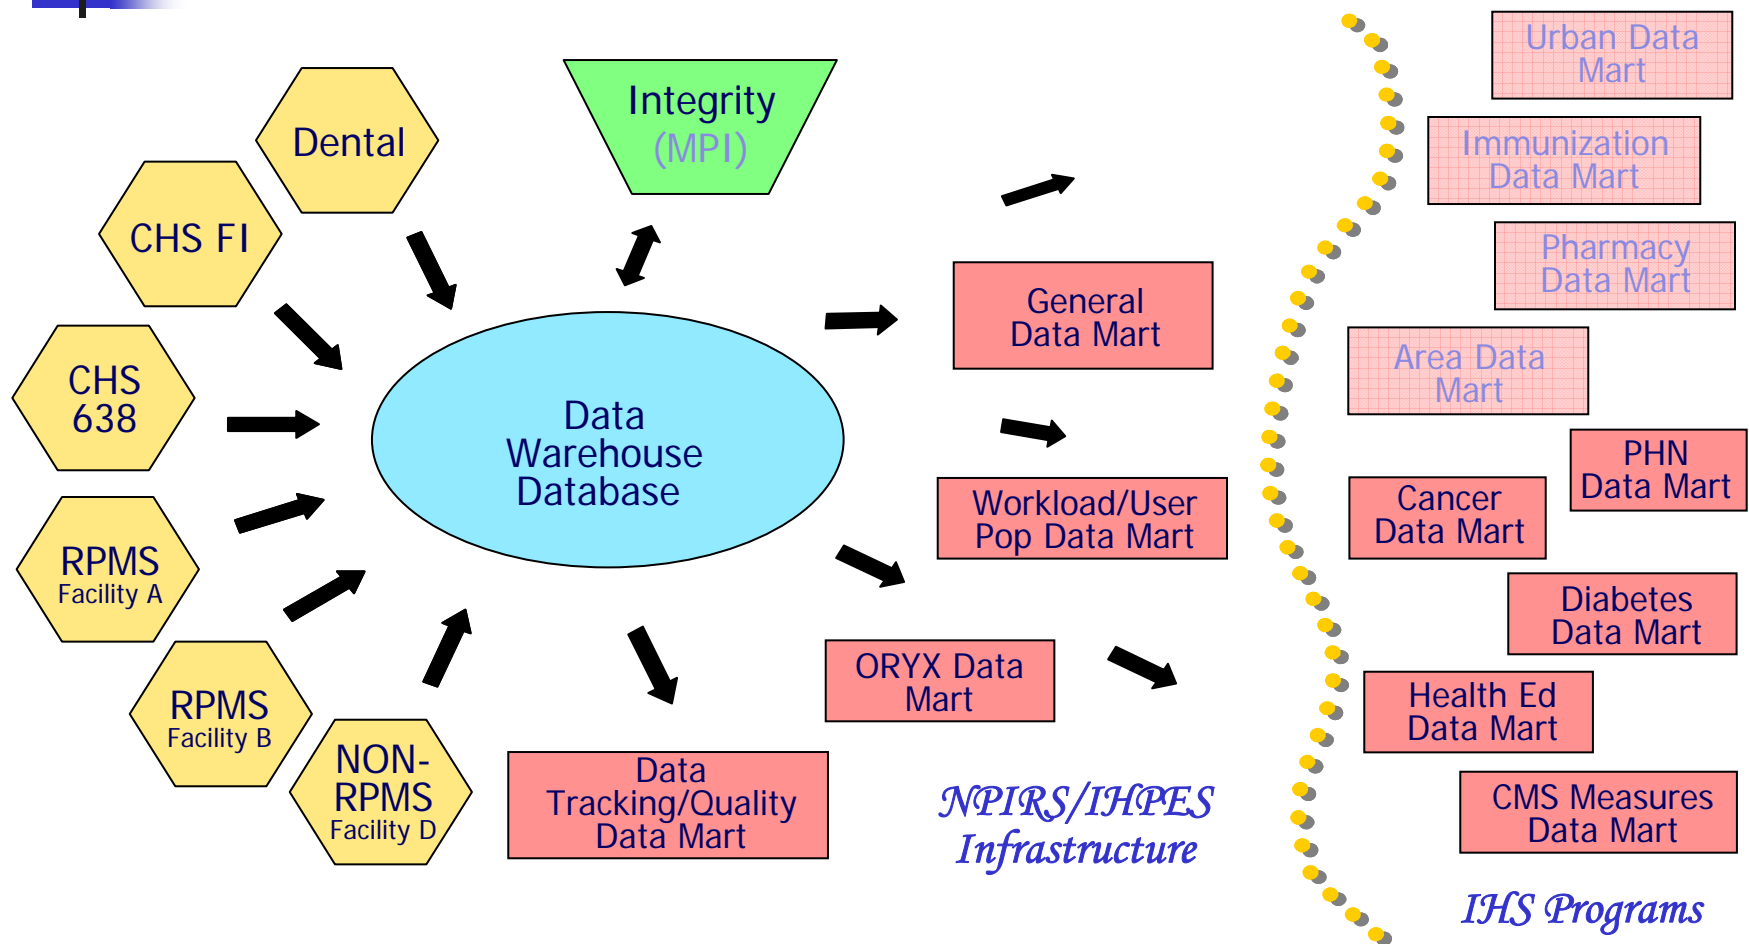 Dental
CHS FI
CHS
638
RPMS
Facility A
RPMS
Facility B
NON-
RPMS
Facility D
Integrity
(MPI)
Data
Warehouse
Database
General
Data Mart
Workload/User
Pop Data Mart
ORYX Data
Mart
Data
Tracking/Quality
Data Mart
NPIRS/IHPES
Infrastructure
Urban Data
Mart
Immunization
Data Mart
Pharmacy
Data Mart
Area Data
Mart
PHN
Data Mart
Cancer
Data Mart
Diabetes
Data Mart
Health Ed
Data Mart
CMS Measures
Data Mart
IHS Programs